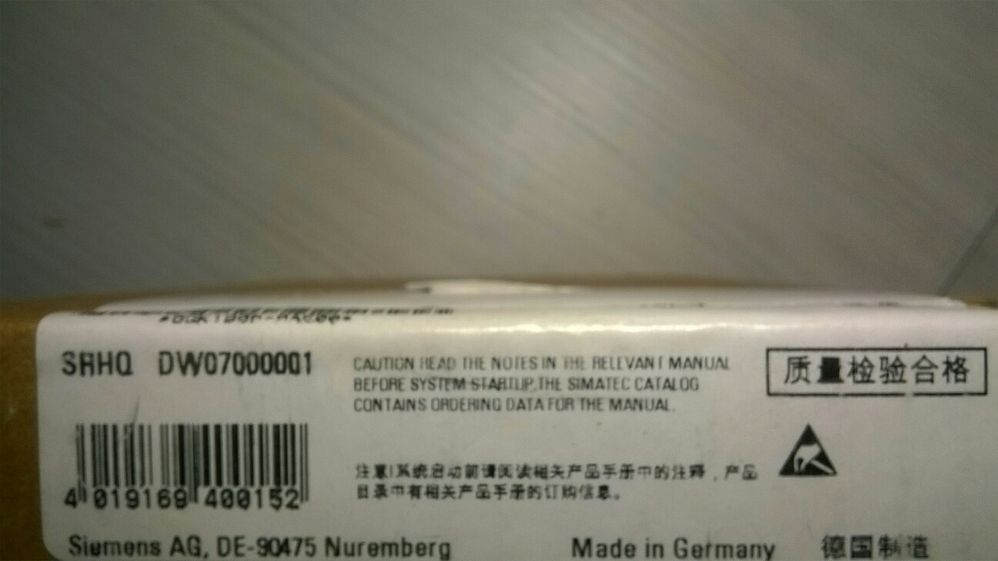 SRHQ DW07000001
CAUTION READ THE NOTES IN THE RELEVANT MANUAL
BEFORE SYSTEM STARTUP,THE SIMATEC CATALOG
CONTAINS ORDERING DATA FOR THE MANUAL.
质量检验合格
4 019169 400152
注意!系统启动前请阅读相关产品手册中的注释,产品
目录中有相关产品手册的订购信息。
Siemens AG, DE-90475 Nuremberg
Made in Germany
德国制造